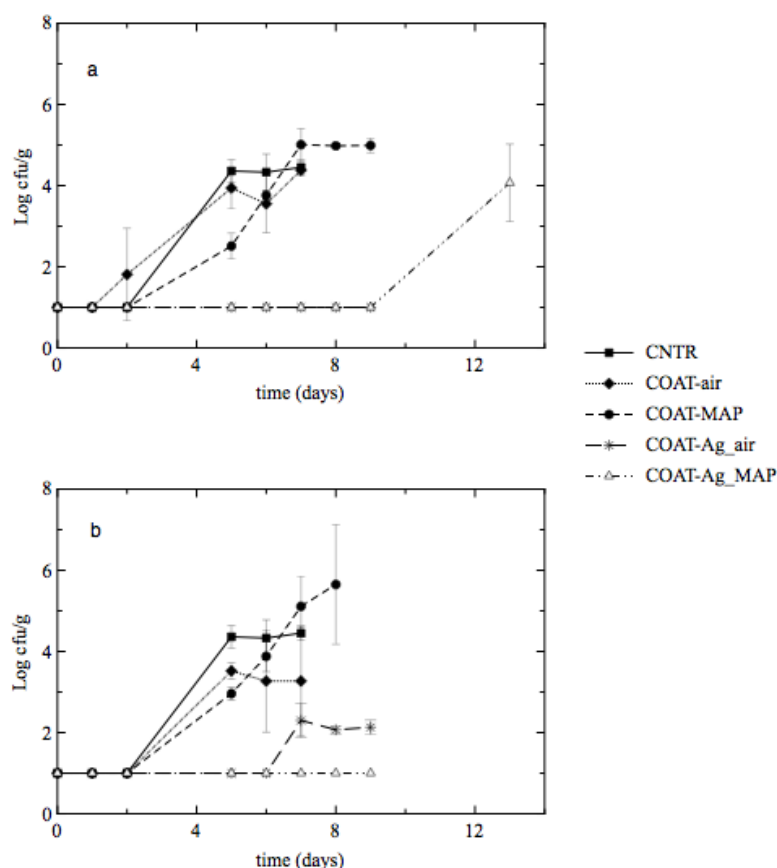 8
a
6
Log cfu/g
4
2
0
0
4
8
12
time (days)
CNTR
COAT-air
COAT-MAP
COAT-Ag_air
COAT-Ag_MAP
8
b
6
Log cfu/g
4
2
0
0
4
8
12
time (days)